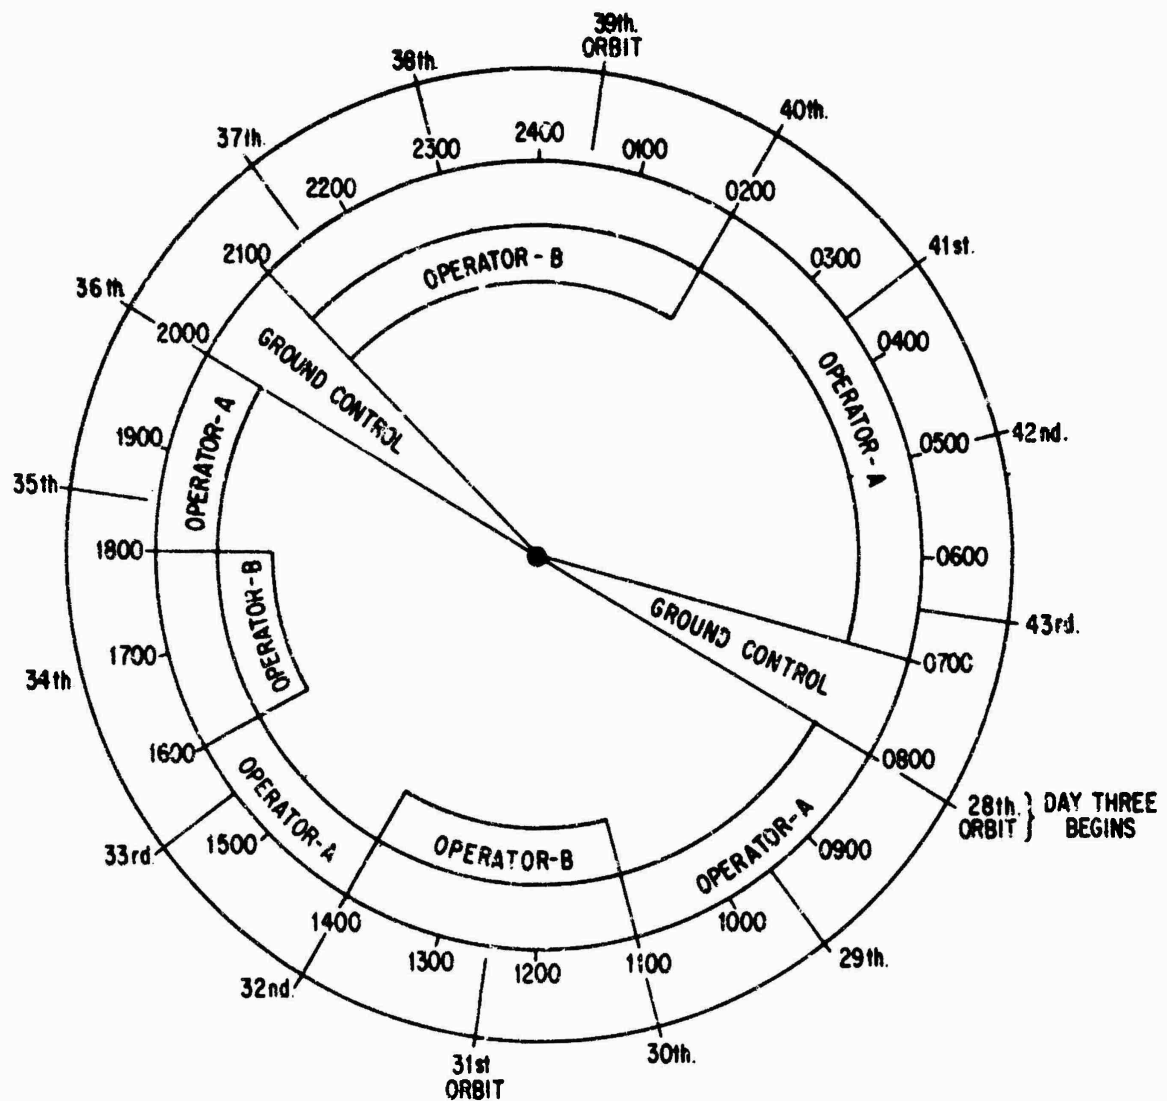 39th.
ORBIT
38th.
40th.
37th.
2400
2300
0100
2200
0200
41st.
2100
OPERATOR - B
0300
36th.
2000
GROUND CONTROL
0400
OPERATOR-A
OPERATOR-A
1900
0500
42nd.
35th
1800
0600
OPERATOR-B
GROUND CONTROL
43rd.
1700
0700
34th
1600
0800
28th.
ORBIT
DAY THREE
BEGINS
OPERATOR-A
OPERATOR-A
33rd.
1500
OPERATOR-B
0900
1400
1000
29th.
1300
1200
1100
32nd.
30th.
31st
ORBIT